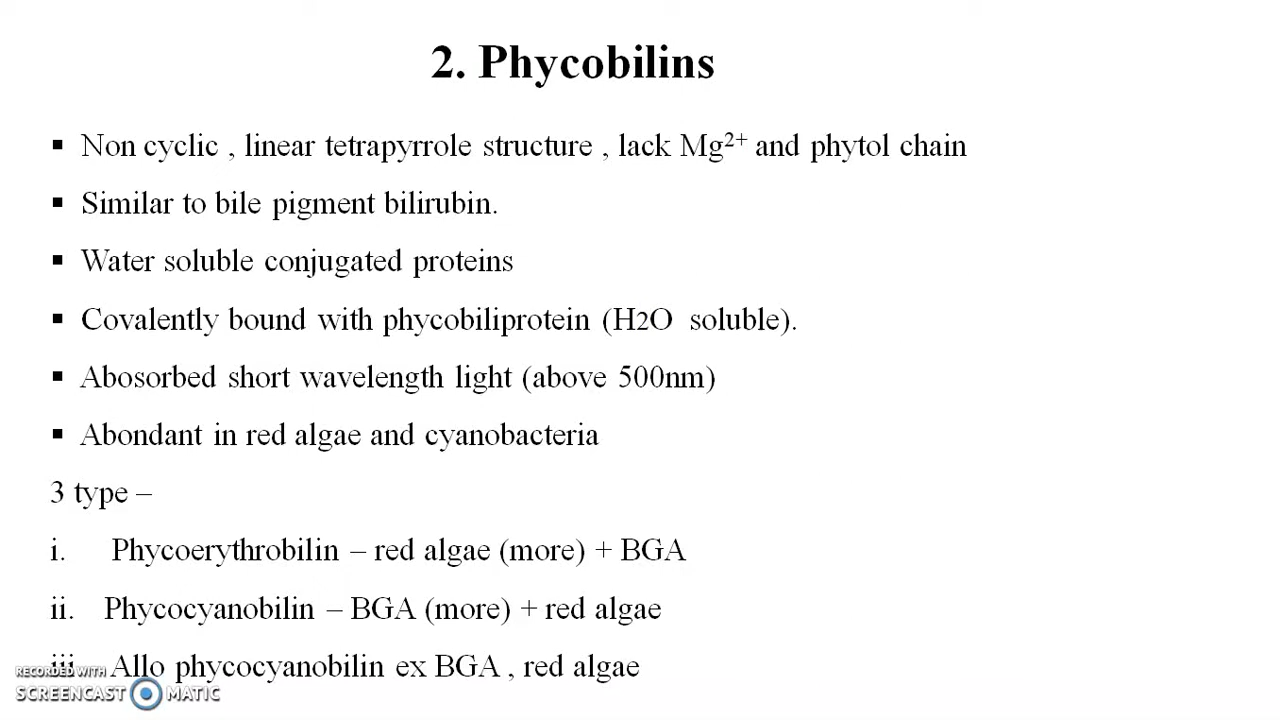 2. Phycobilins
▪ Non cyclic , linear tetrapyrrole structure , lack Mg²⁺ and phytol chain
▪ Similar to bile pigment bilirubin.
▪ Water soluble conjugated proteins
▪ Covalently bound with phycobiliprotein (H2O soluble).
▪ Abosorbed short wavelength light (above 500nm)
▪ Abondant in red algae and cyanobacteria
3 type –
i. Phycoerythrobilin – red algae (more) + BGA
ii. Phycocyanobilin – BGA (more) + red algae
iii Allo phycocyanobilin ex BGA , red algae
RECORDED WITH
SCREENCAST MATIC